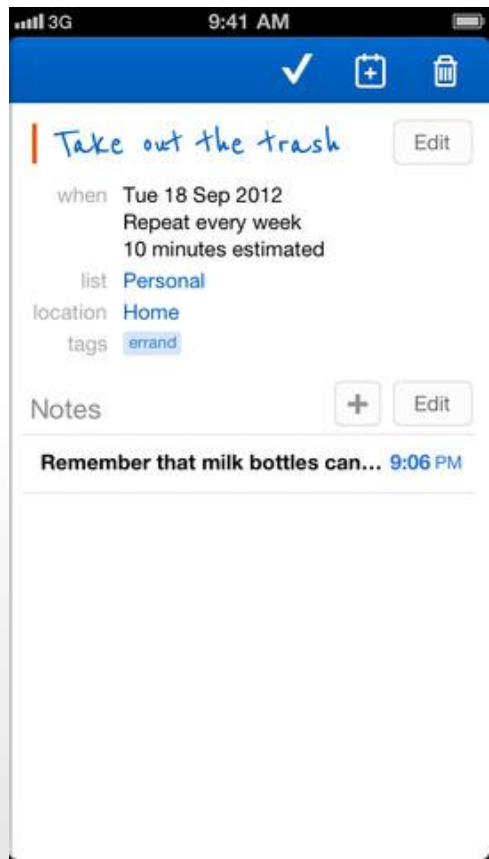 3G 9:41 AM
Take out the trash Edit
when Tue 18 Sep 2012
Repeat every week
10 minutes estimated
list Personal
location Home
tags errand
Notes + Edit
Remember that milk bottles can... 9:06 PM